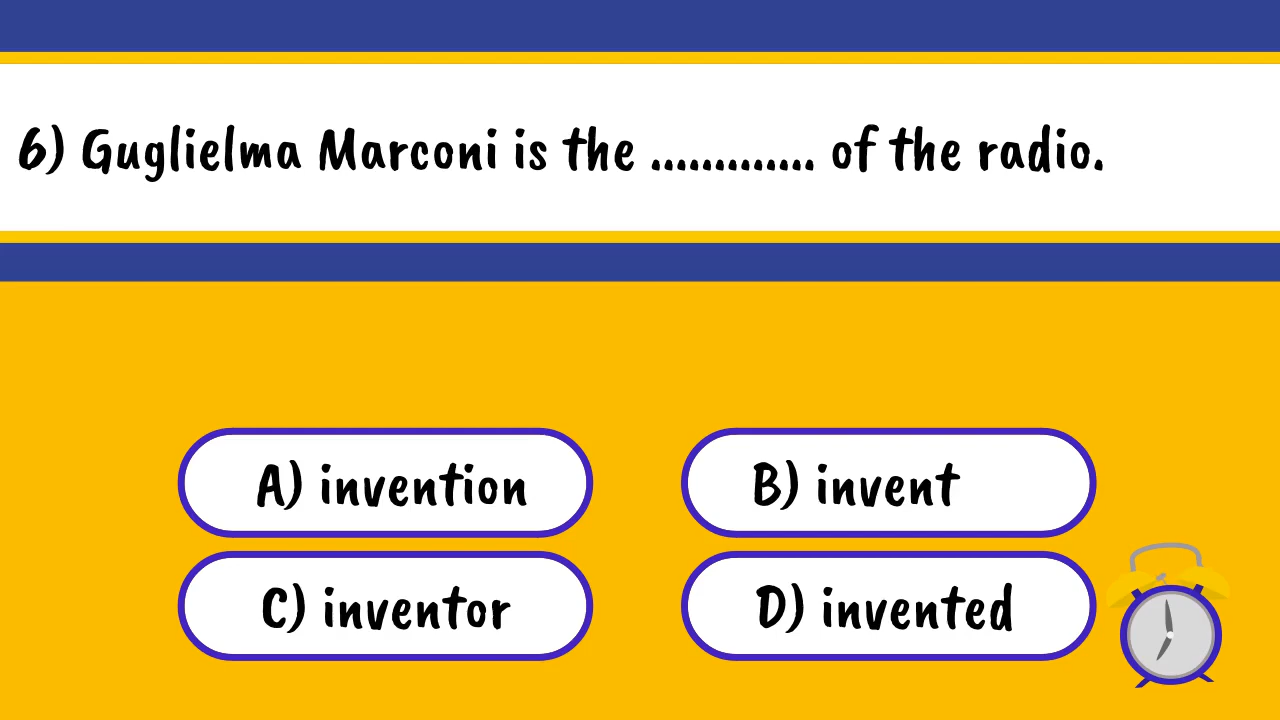 6) Guglielma Marconi is the ............. of the radio.
A) invention
B) invent
C) inventor
D) invented